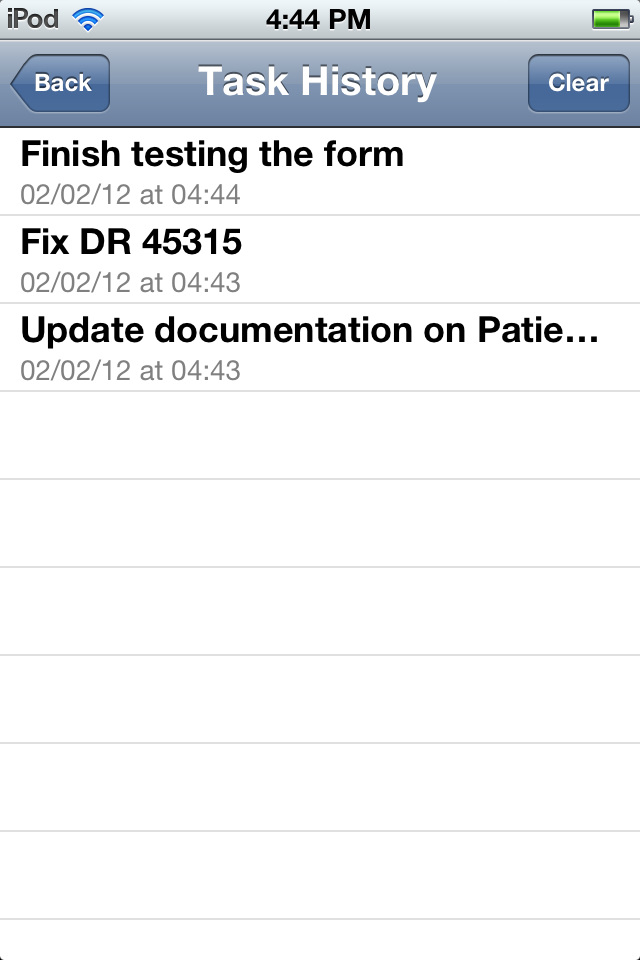 iPod 4:44 PM
Back Task History Clear
Finish testing the form
02/02/12 at 04:44
Fix DR 45315
02/02/12 at 04:43
Update documentation on Patie...
02/02/12 at 04:43